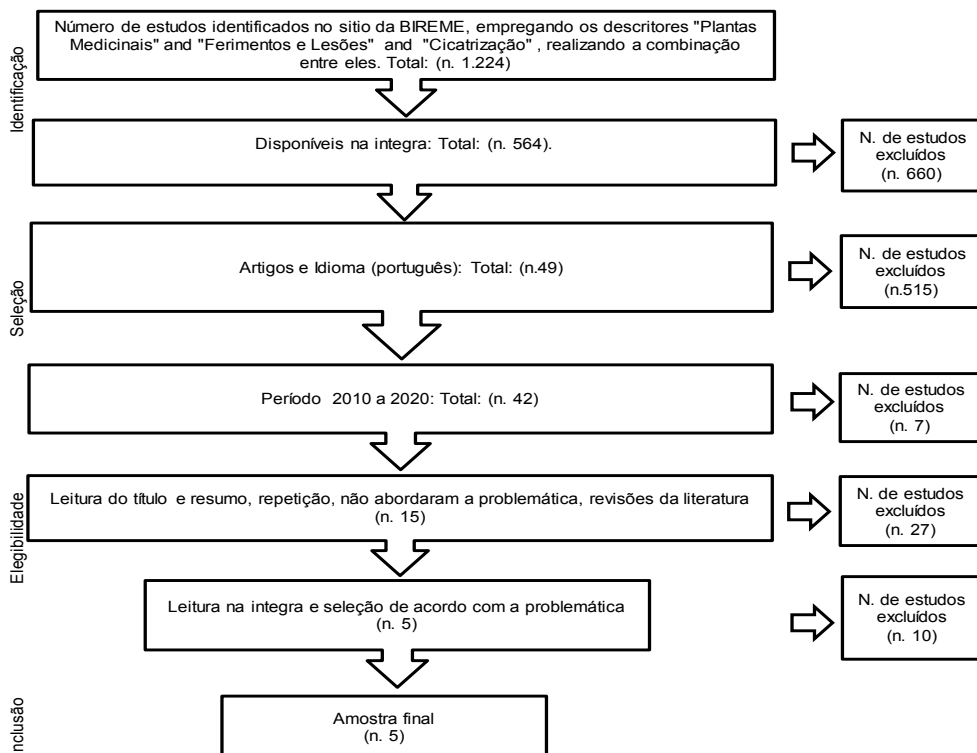 Identificação
Número de estudos identificados no sitio da BIREME, empregando os descritores "Plantas
Medicinais" and "Ferimentos e Lesões" and "Cicatrização" , realizando a combinação
entre eles. Total: (n. 1.224)
Disponíveis na integra: Total: (n. 564).
N. de estudos
excluídos
(n. 660)
Seleção
Artigos e Idioma (português): Total: (n.49)
N. de estudos
excluídos
(n.515)
Período 2010 a 2020: Total: (n. 42)
N. de estudos
excluídos
(n. 7)
Elegibilidade
Leitura do título e resumo, repetição, não abordaram a problemática, revisões da literatura
(n. 15)
N. de estudos
excluídos
(n. 27)
Leitura na integra e seleção de acordo com a problemática
(n. 5)
N. de estudos
excluídos
(n. 10)
nclusão
Amostra final
(n. 5)